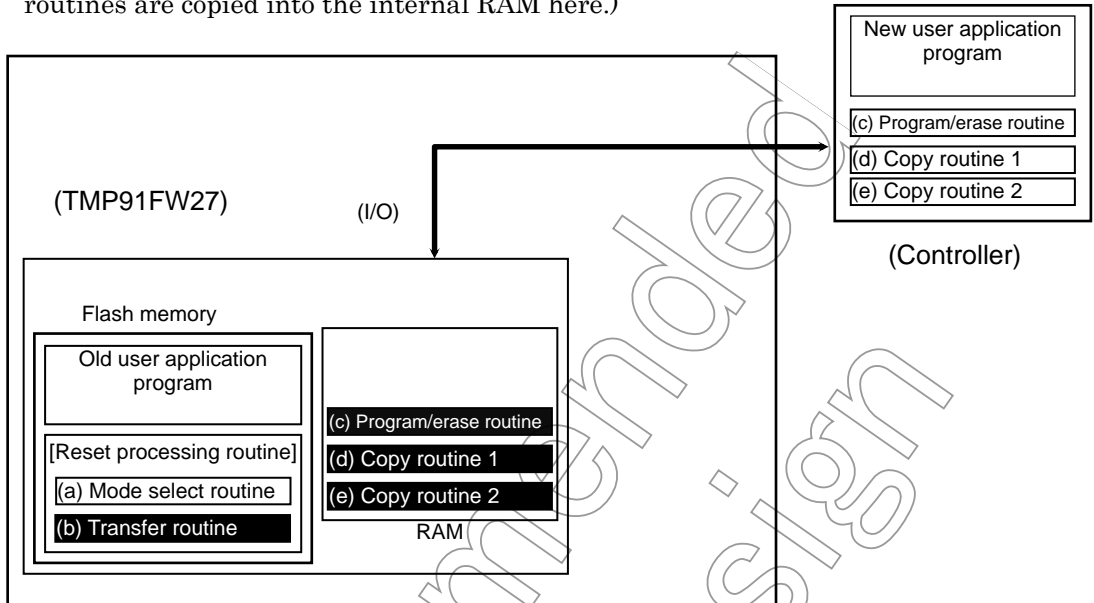 routines are copied into the internal RAM here.)
New user application
program
(c) Program/erase routine
(d) Copy routine 1
(e) Copy routine 2
(Controller)
(TMP91FW27)
(I/O)
Flash memory
Old user application
program
[Reset processing routine]
(a) Mode select routine
(b) Transfer routine
(c) Program/erase routine
(d) Copy routine 1
(e) Copy routine 2
RAM
mended
sign